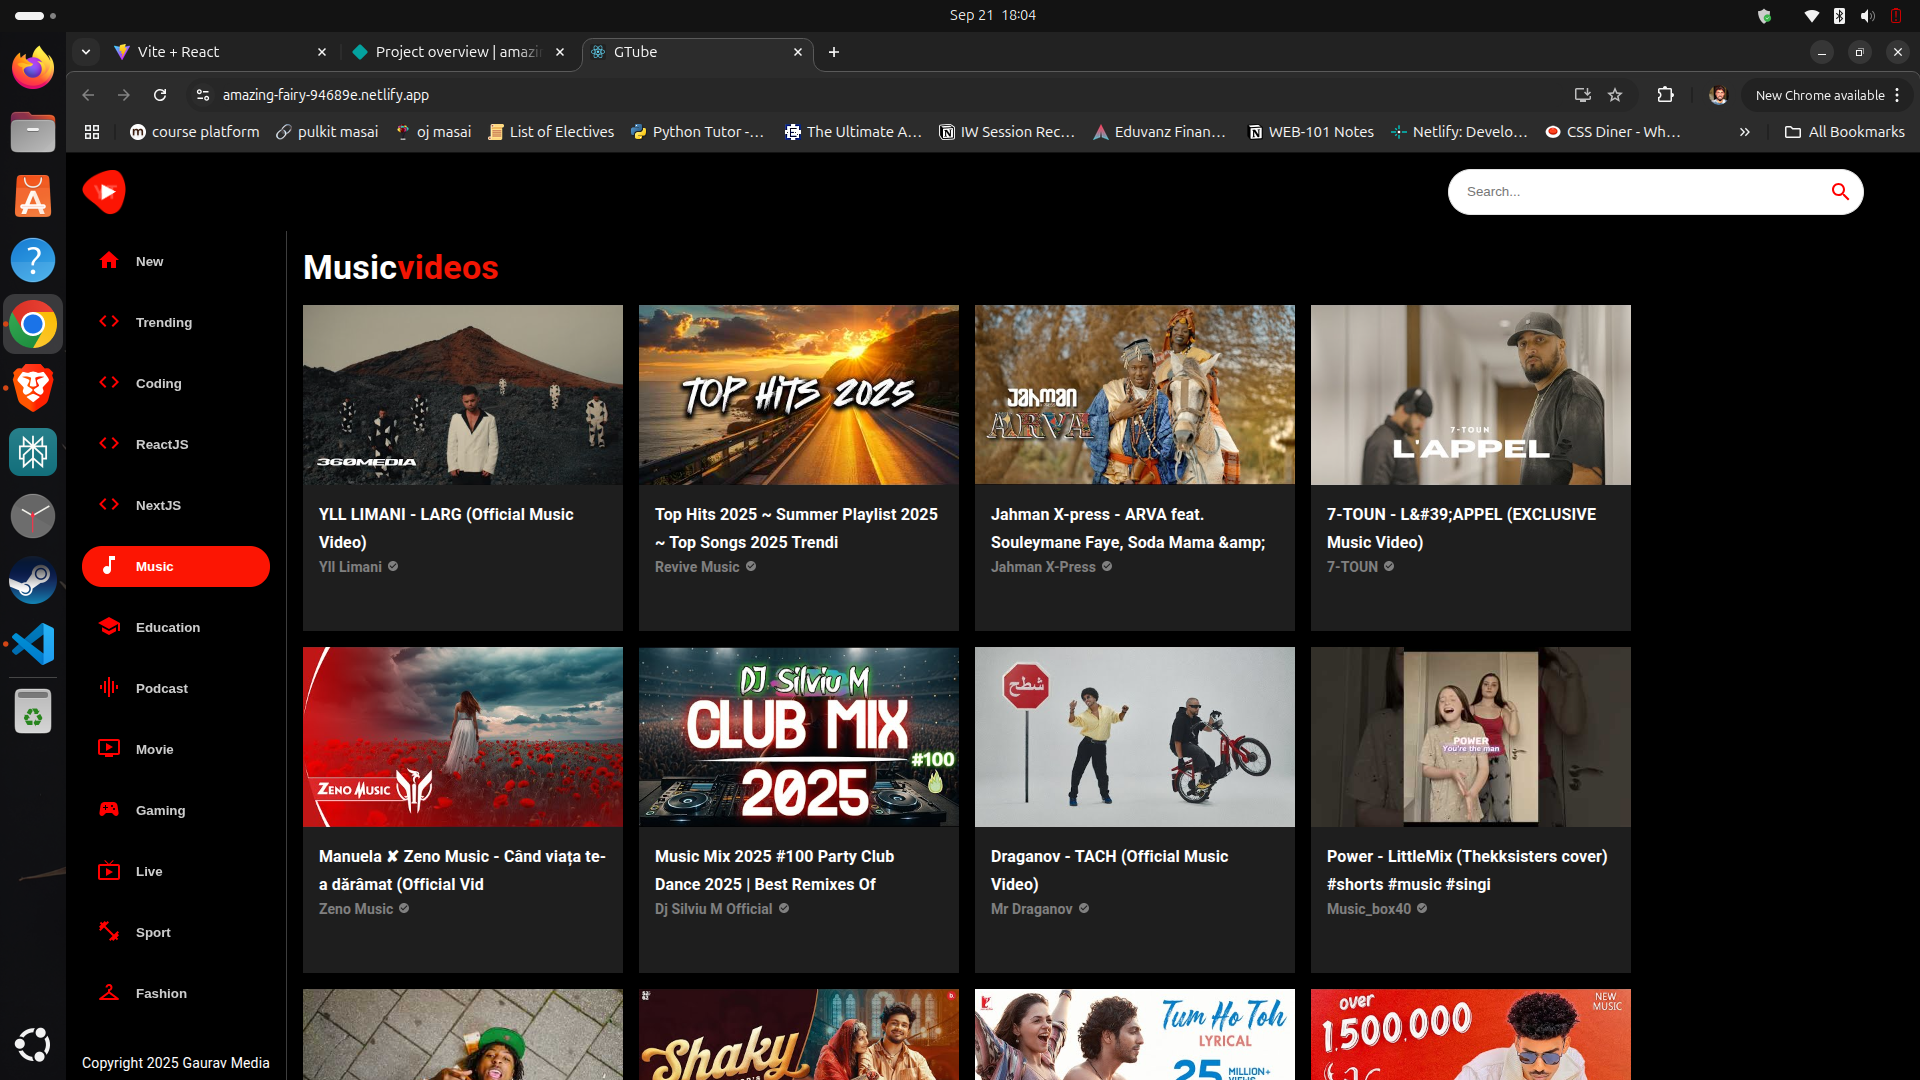 Sep 21 18:04
Vite + React
Project overview | amazi
GTube
amazing-fairy-94689e.netlify.app
New Chrome available
course platform
pulkit masai
oj masai
List of Electives
Python Tutor -…
The Ultimate A…
IW Session Rec…
Eduvanz Finan…
WEB-101 Notes
Netlify: Develo…
CSS Diner - Wh…
All Bookmarks
Search...
New
Trending
Coding
ReactJS
NextJS
Music
Education
Podcast
Movie
Gaming
Live
Sport
Fashion
Copyright 2025 Gaurav Media
Musicvideos
360MEDIA
YLL LIMANI - LARG (Official Music
Video)
Yll Limani
TOP HITS 2025
Top Hits 2025 ~ Summer Playlist 2025
~ Top Songs 2025 Trendi
Revive Music
Jahman
ARVA
Jahman X-press - ARVA feat.
Souleymane Faye, Soda Mama &amp;
Jahman X-Press
7-TOUN
L'APPEL
7-TOUN - L&#39;APPEL (EXCLUSIVE
Music Video)
7-TOUN
ZENO MUSIC
Manuela ✘ Zeno Music - Când viața te-
a dărâmat (Official Vid
Zeno Music
DJ Silviu M
CLUB MIX
#100
2025
Music Mix 2025 #100 Party Club
Dance 2025 | Best Remixes Of
Dj Silviu M Official
شطح
Draganov - TACH (Official Music
Video)
Mr Draganov
POWER
You're the man
Power - LittleMix (Thekksisters cover)
#shorts #music #singi
Music_box40
Shaky
Tum Ho Toh
LYRICAL
25 MILLION+
over
1.500.000
NEW
MUSIC